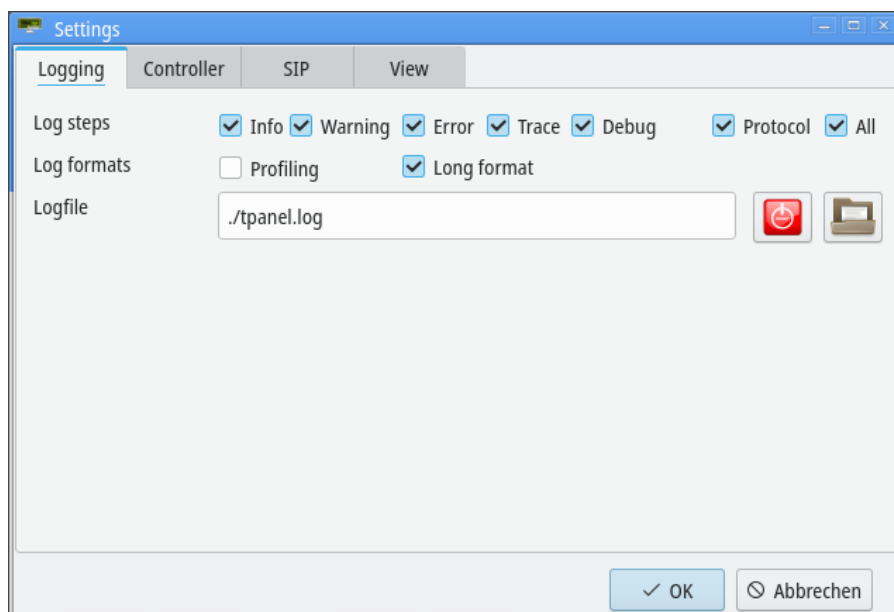 Settings
Logging Controller SIP View
Log steps Info Warning Error Trace Debug Protocol All
Log formats Profiling Long format
Logfile ./tpanel.log
OK Abbrechen